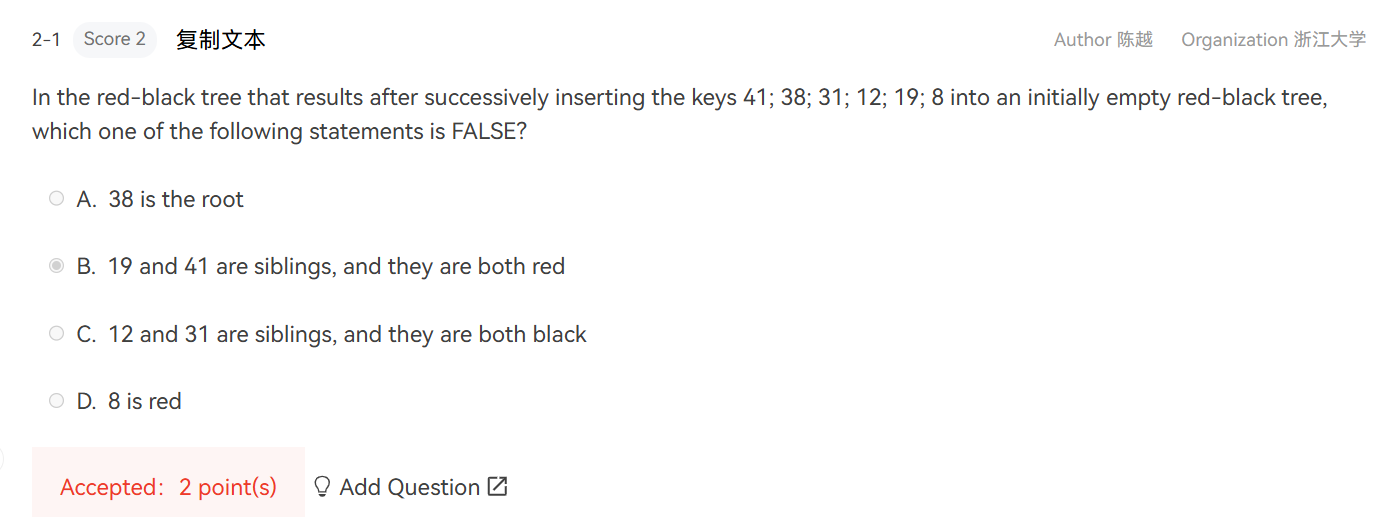 2-1 Score 2 复制文本 Author 陈越 Organization 浙江大学
In the red-black tree that results after successively inserting the keys 41; 38; 31; 12; 19; 8 into an initially empty red-black tree,
which one of the following statements is FALSE?
A. 38 is the root
B. 19 and 41 are siblings, and they are both red
C. 12 and 31 are siblings, and they are both black
D. 8 is red
Accepted: 2 point(s) Add Question